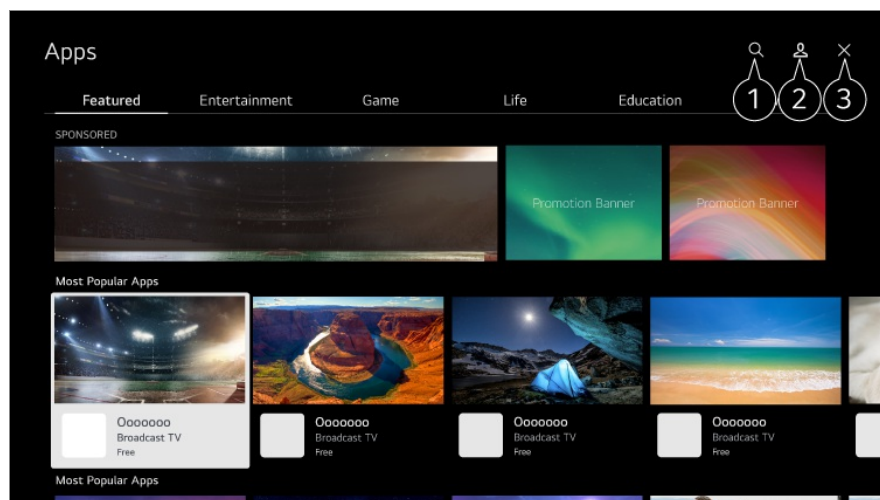 Apps
1 2 3
Featured Entertainment Game Life Education
SPONSORED
Promotion Banner Promotion Banner
Most Popular Apps
Ooooooo Ooooooo Ooooooo Ooooooo
Broadcast TV Broadcast TV Broadcast TV Broadcast TV
Free Free Free Free
Most Popular Apps